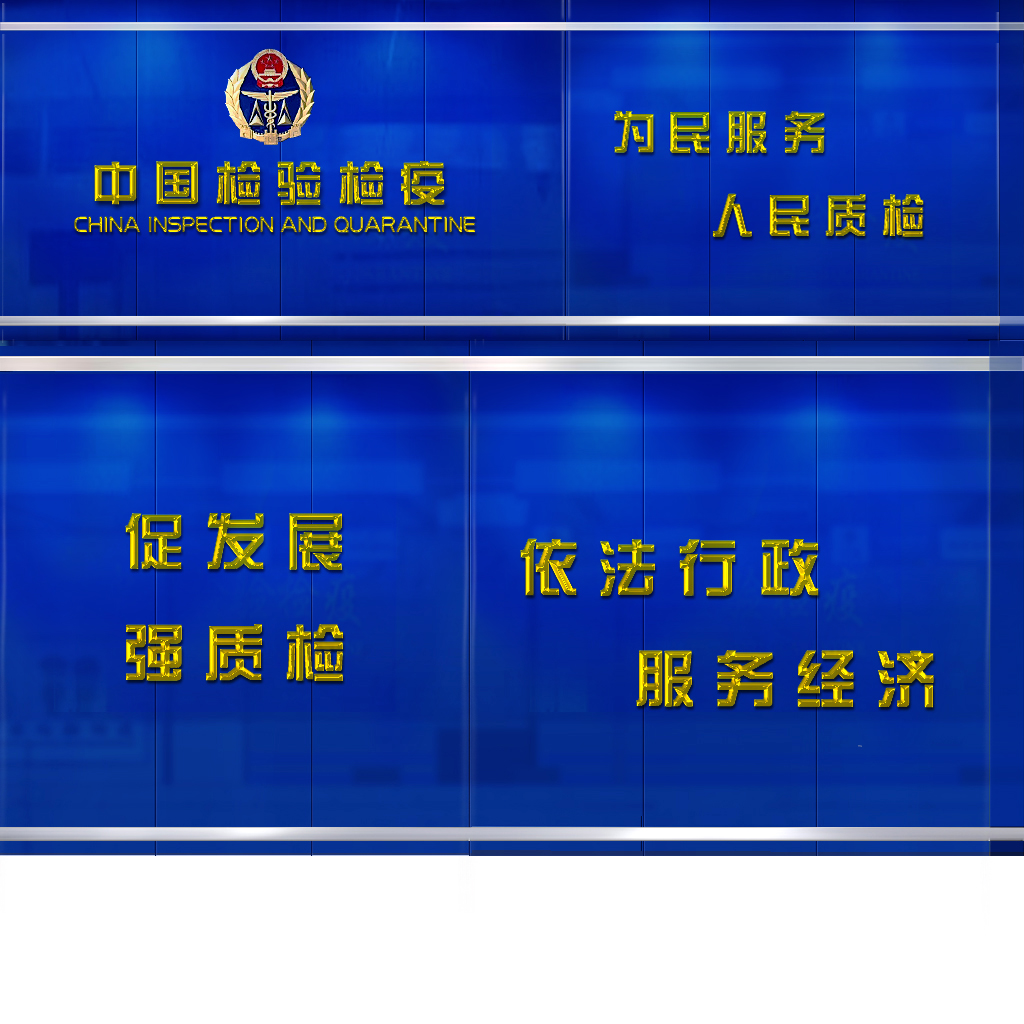 中国检验检疫
CHINA INSPECTION AND QUARANTINE
为民服务
人民质检
促发展
强质检
依法行政
服务经济